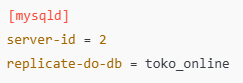 [mysqld]
server-id = 2
replicate-do-db = toko_online